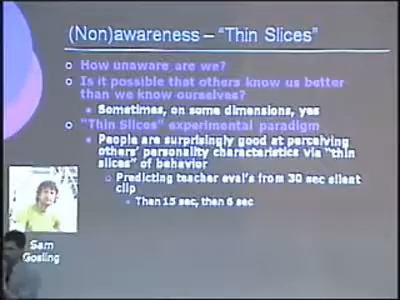 (Non)awareness – “Thin Slices”
How unaware are we?
Is it possible that others know us better
than we know ourselves?
Sometimes, on some dimensions, yes
"Thin Slices" experimental paradigm
People are surprisingly good at perceiving
others' personality characteristics via "thin
slices" of behavior
Predicting teacher eval's from 30 sec silent
clip
Then 15 sec, then 6 sec
Sam
Gosling